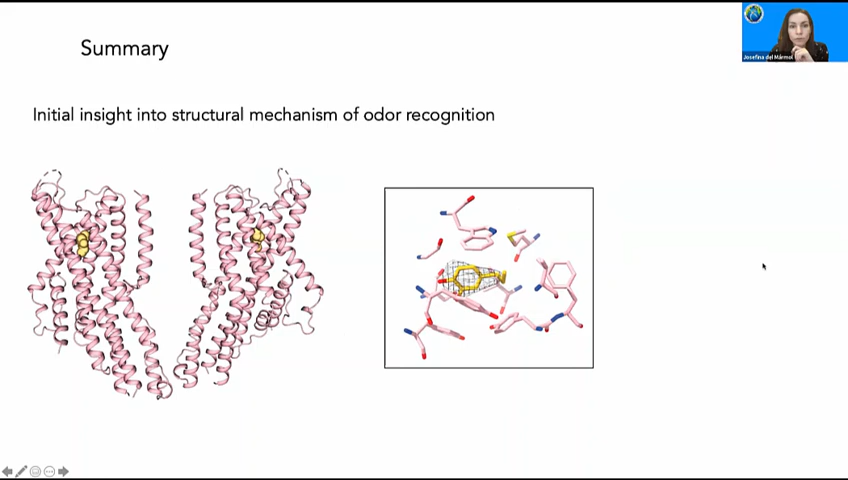 Summary
Initial insight into structural mechanism of odor recognition
Josefina del Mármol